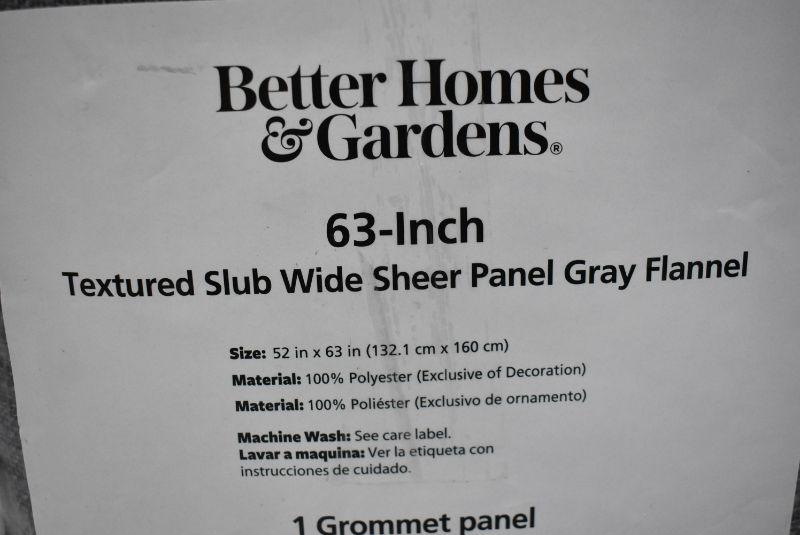 Better Homes
& Gardens®
63-Inch
Textured Slub Wide Sheer Panel Gray Flannel
Size: 52 in x 63 in (132.1 cm x 160 cm)
Material: 100% Polyester (Exclusive of Decoration)
Material: 100% Poliéster (Exclusivo de ornamento)
Machine Wash: See care label.
Lavar a maquina: Ver la etiqueta con
instrucciones de cuidado.
1 Grommet panel